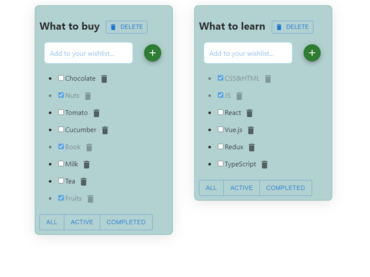 What to buy
DELETE
Add to your wishlist...
+
Chocolate
Nuts
Tomato
Cucumber
Book
Milk
Tea
Fruits
ALL ACTIVE COMPLETED
What to learn
DELETE
Add to your wishlist...
+
CSS&HTML
JS
React
Vue.js
Redux
TypeScript
ALL ACTIVE COMPLETED